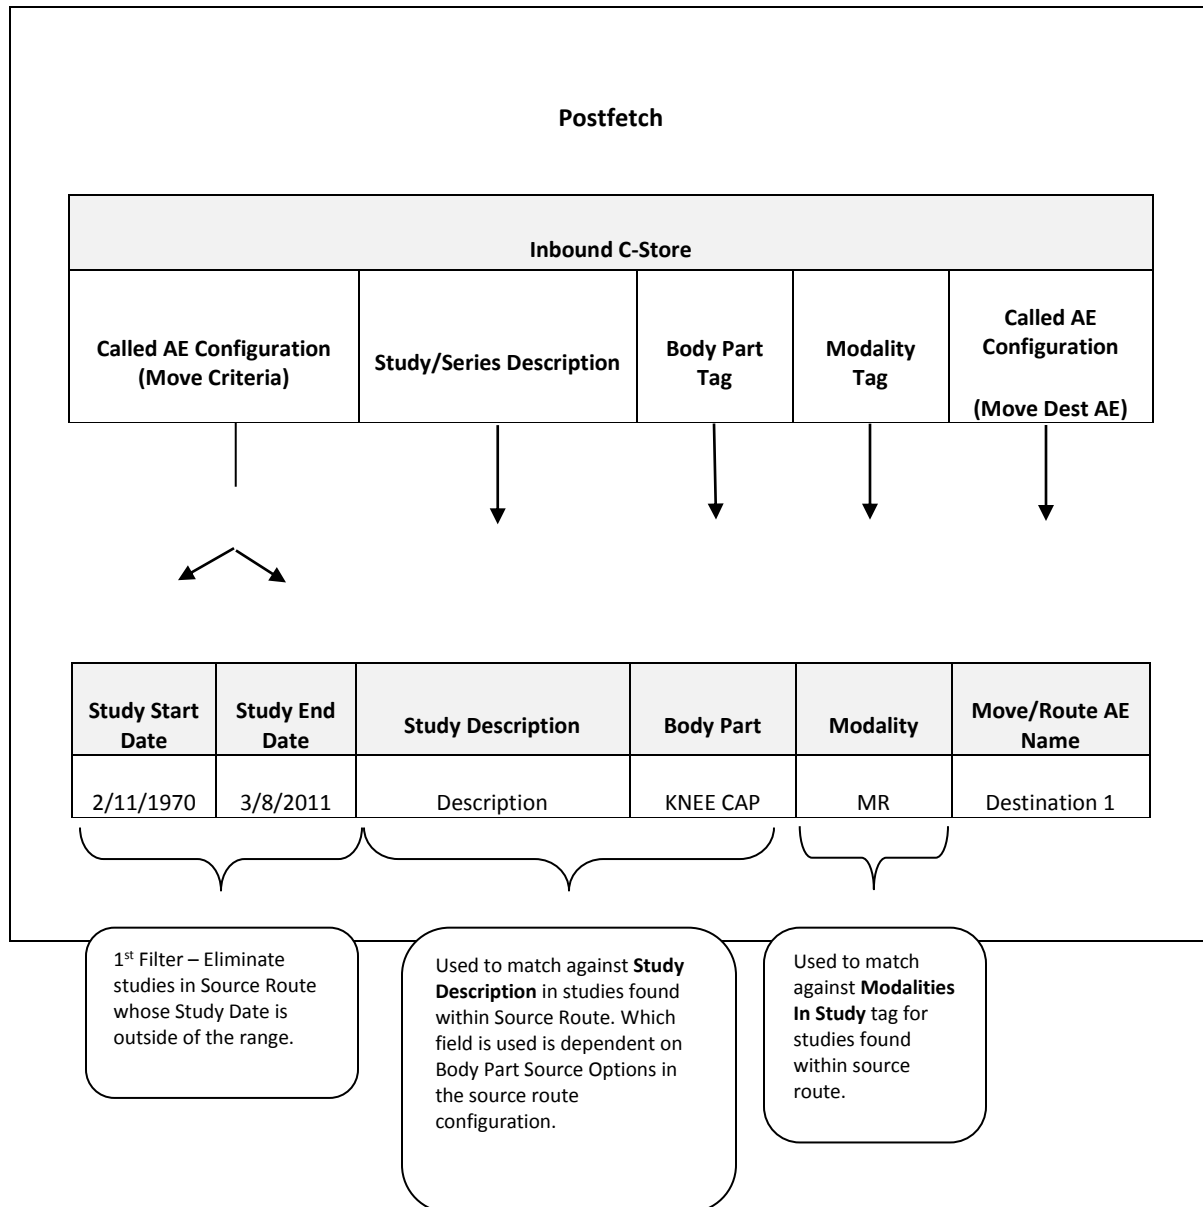 Postfetch
Inbound C-Store
Called AE Configuration
(Move Criteria)
Study/Series Description
Body Part
Tag
Modality
Tag
Called AE
Configuration
(Move Dest AE)
Study Start
Date
Study End
Date
Study Description
Body Part
Modality
Move/Route AE
Name
2/11/1970
3/8/2011
Description
KNEE CAP
MR
Destination 1
1st Filter – Eliminate
studies in Source Route
whose Study Date is
outside of the range.
Used to match against Study
Description in studies found
within Source Route. Which
field is used is dependent on
Body Part Source Options in
the source route
configuration.
Used to match
against Modalities
In Study tag for
studies found
within source
route.